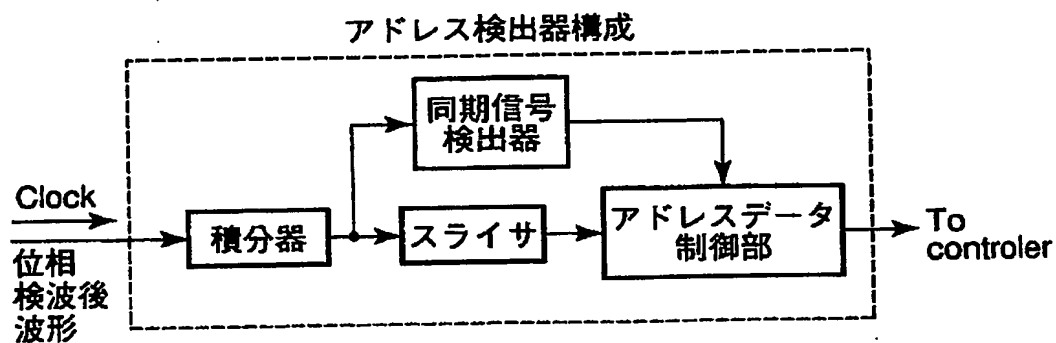 アドレス検出器構成
同期信号
検出器
Clock
積分器
スライサ
アドレスデータ
制御部
To
controler
位相
検波後
波形